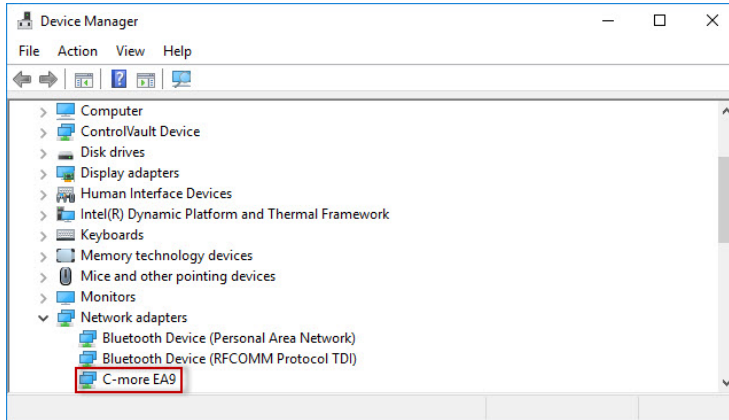 Device Manager
File Action View Help
Computer
ControlVault Device
Disk drives
Display adapters
Human Interface Devices
Intel(R) Dynamic Platform and Thermal Framework
Keyboards
Memory technology devices
Mice and other pointing devices
Monitors
Network adapters
Bluetooth Device (Personal Area Network)
Bluetooth Device (RFCOMM Protocol TDI)
C-more EA9